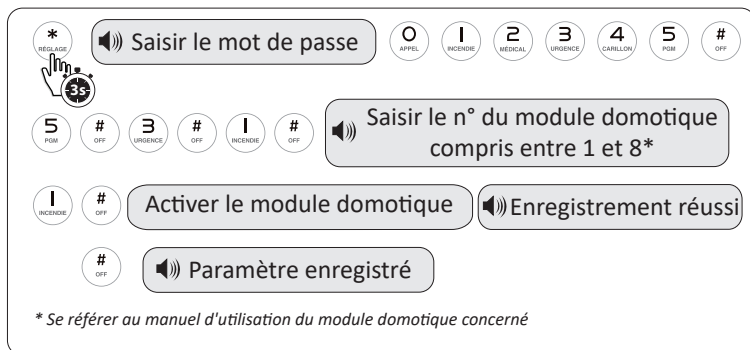 * RÉGLAGE Saisir le mot de passe 0 APPEL 1 INCENDIE 2 MÉDICAL 3 URGENCE 4 CARILLON 5 PGM # OFF
3s
5 PGM # OFF 3 URGENCE # OFF 1 INCENDIE # OFF Saisir le n° du module domotique
compris entre 1 et 8*
1 INCENDIE # OFF Activer le module domotique Enregistrement réussi
# OFF Paramètre enregistré
* Se référer au manuel d'utilisation du module domotique concerné